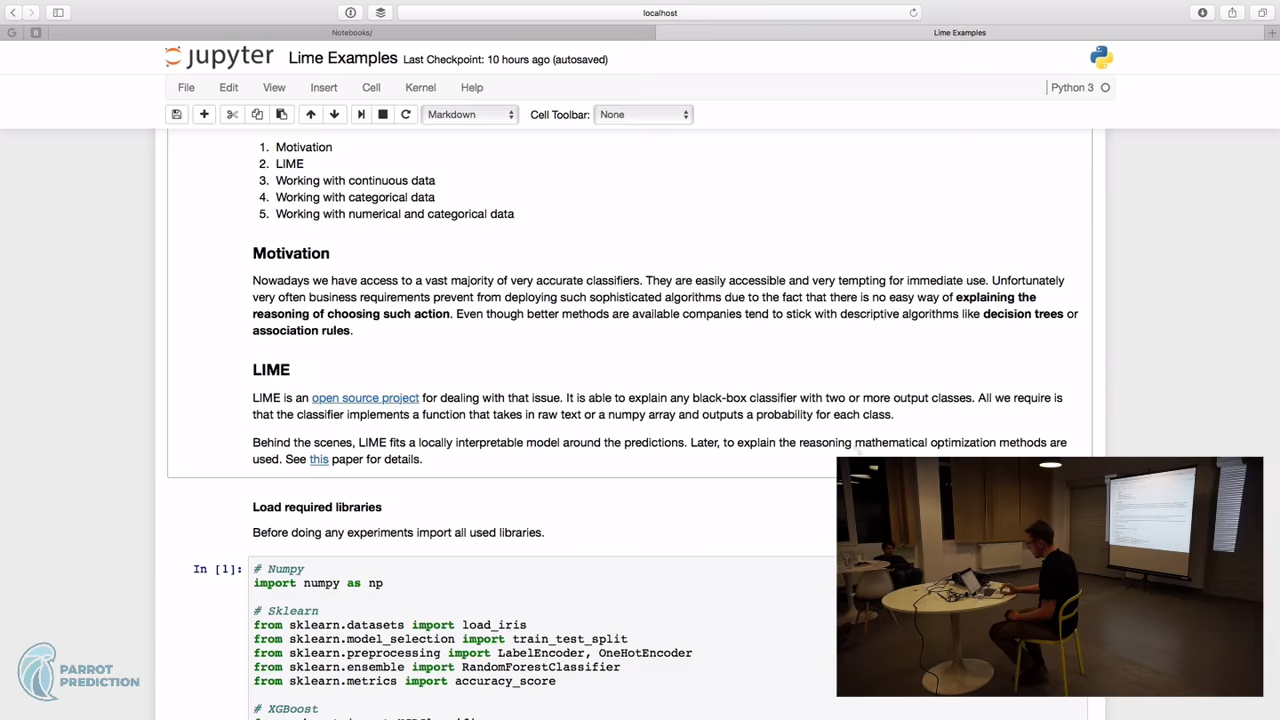 localhost
Notebooks/
Lime Examples
jupyter Lime Examples Last Checkpoint: 10 hours ago (autosaved)
File Edit View Insert Cell Kernel Help Python 3
Markdown Cell Toolbar: None
1. Motivation
2. LIME
3. Working with continuous data
4. Working with categorical data
5. Working with numerical and categorical data
Motivation
Nowadays we have access to a vast majority of very accurate classifiers. They are easily accessible and very tempting for immediate use. Unfortunately
very often business requirements prevent from deploying such sophisticated algorithms due to the fact that there is no easy way of explaining the
reasoning of choosing such action. Even though better methods are available companies tend to stick with descriptive algorithms like decision trees or
association rules.
LIME
LIME is an open source project for dealing with that issue. It is able to explain any black-box classifier with two or more output classes. All we require is
that the classifier implements a function that takes in raw text or a numpy array and outputs a probability for each class.
Behind the scenes, LIME fits a locally interpretable model around the predictions. Later, to explain the reasoning mathematical optimization methods are
used. See this paper for details.
Load required libraries
Before doing any experiments import all used libraries.
In [1]:
# Numpy
import numpy as np
# Sklearn
from sklearn.datasets import load_iris
from sklearn.model_selection import train_test_split
from sklearn.preprocessing import LabelEncoder, OneHotEncoder
from sklearn.ensemble import RandomForestClassifier
from sklearn.metrics import accuracy_score
# XGBoost
PARROT
PREDICTION